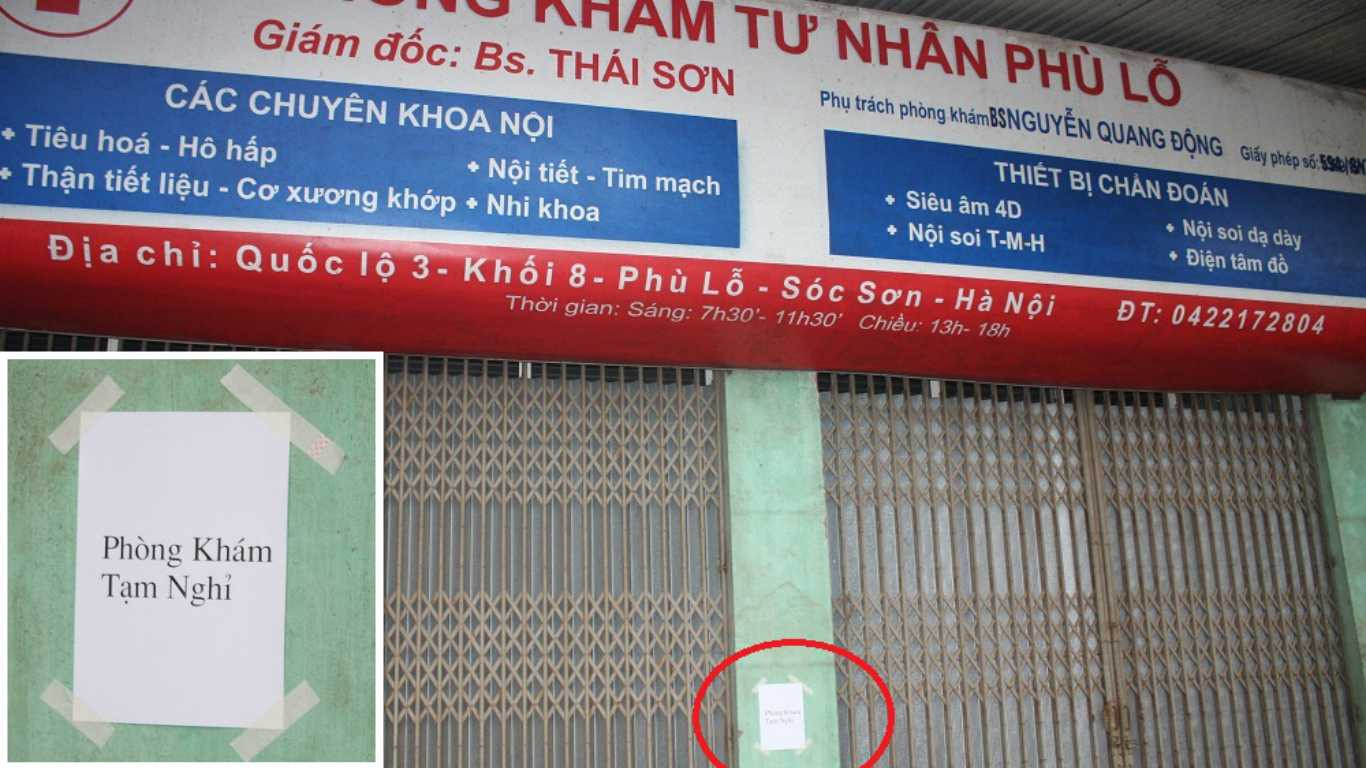 PHÒNG KHÁM TƯ NHÂN PHÙ LỖ
Giám đốc: Bs. THÁI SƠN
Phụ trách phòng khám BS NGUYỄN QUANG ĐỘNG
Giấy phép số:
CÁC CHUYÊN KHOA NỘI
+ Tiêu hoá - Hô hấp
+ Thận tiết liệu - Cơ xương khớp
+ Nội tiết - Tim mạch
+ Nhi khoa
THIẾT BỊ CHẨN ĐOÁN
+ Siêu âm 4D
+ Nội soi T-M-H
+ Nội soi dạ dày
+ Điện tâm đồ
Địa chỉ: Quốc lộ 3- Khối 8- Phù Lỗ - Sóc Sơn - Hà Nội ĐT: 0422172804
Thời gian: Sáng: 7h30'- 11h30' Chiều: 13h- 18h
Phòng Khám
Tạm Nghỉ
Phòng Khám
Tạm Nghỉ